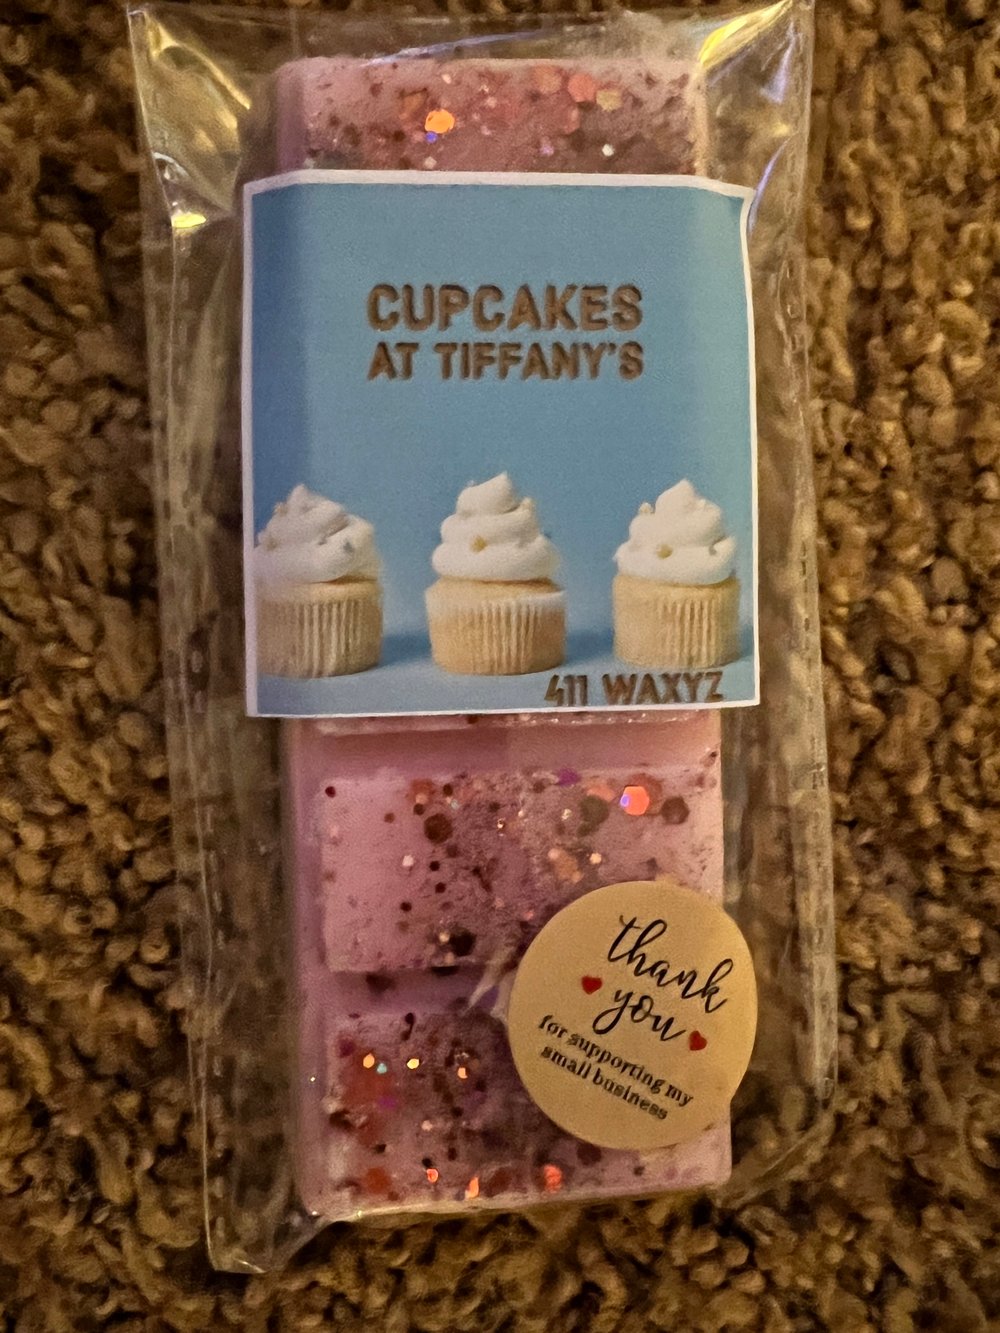 CUPCAKES
AT TIFFANY'S
411 WAXYZ
thank
you
for supporting my
small business